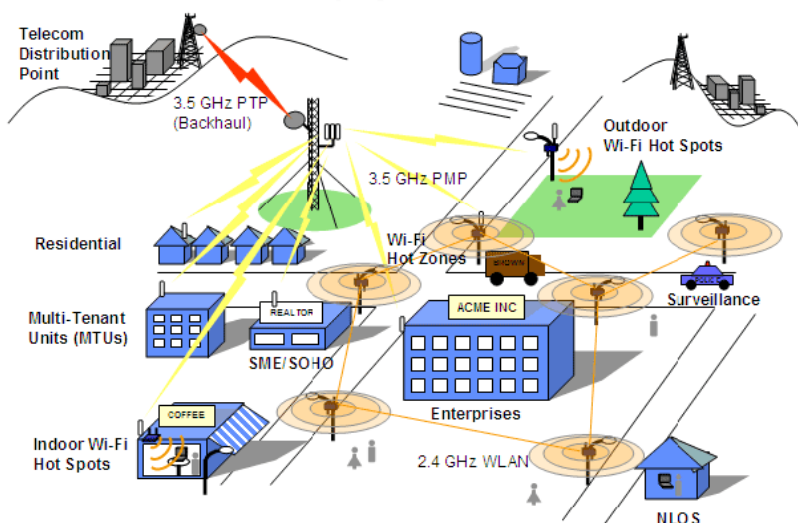 Telecom
Distribution
Point
3.5 GHz PTP
(Backhaul)
Outdoor
Wi-Fi Hot Spots
3.5 GHz PMP
Residential
Wi-Fi
Hot Zones
BROWN
POLICE
Surveillance
Multi-Tenant
Units (MTUs)
REALTOR
ACME INC
SME/SOHO
COFFEE
Enterprises
Indoor Wi-Fi
Hot Spots
2.4 GHz WLAN
NLOS